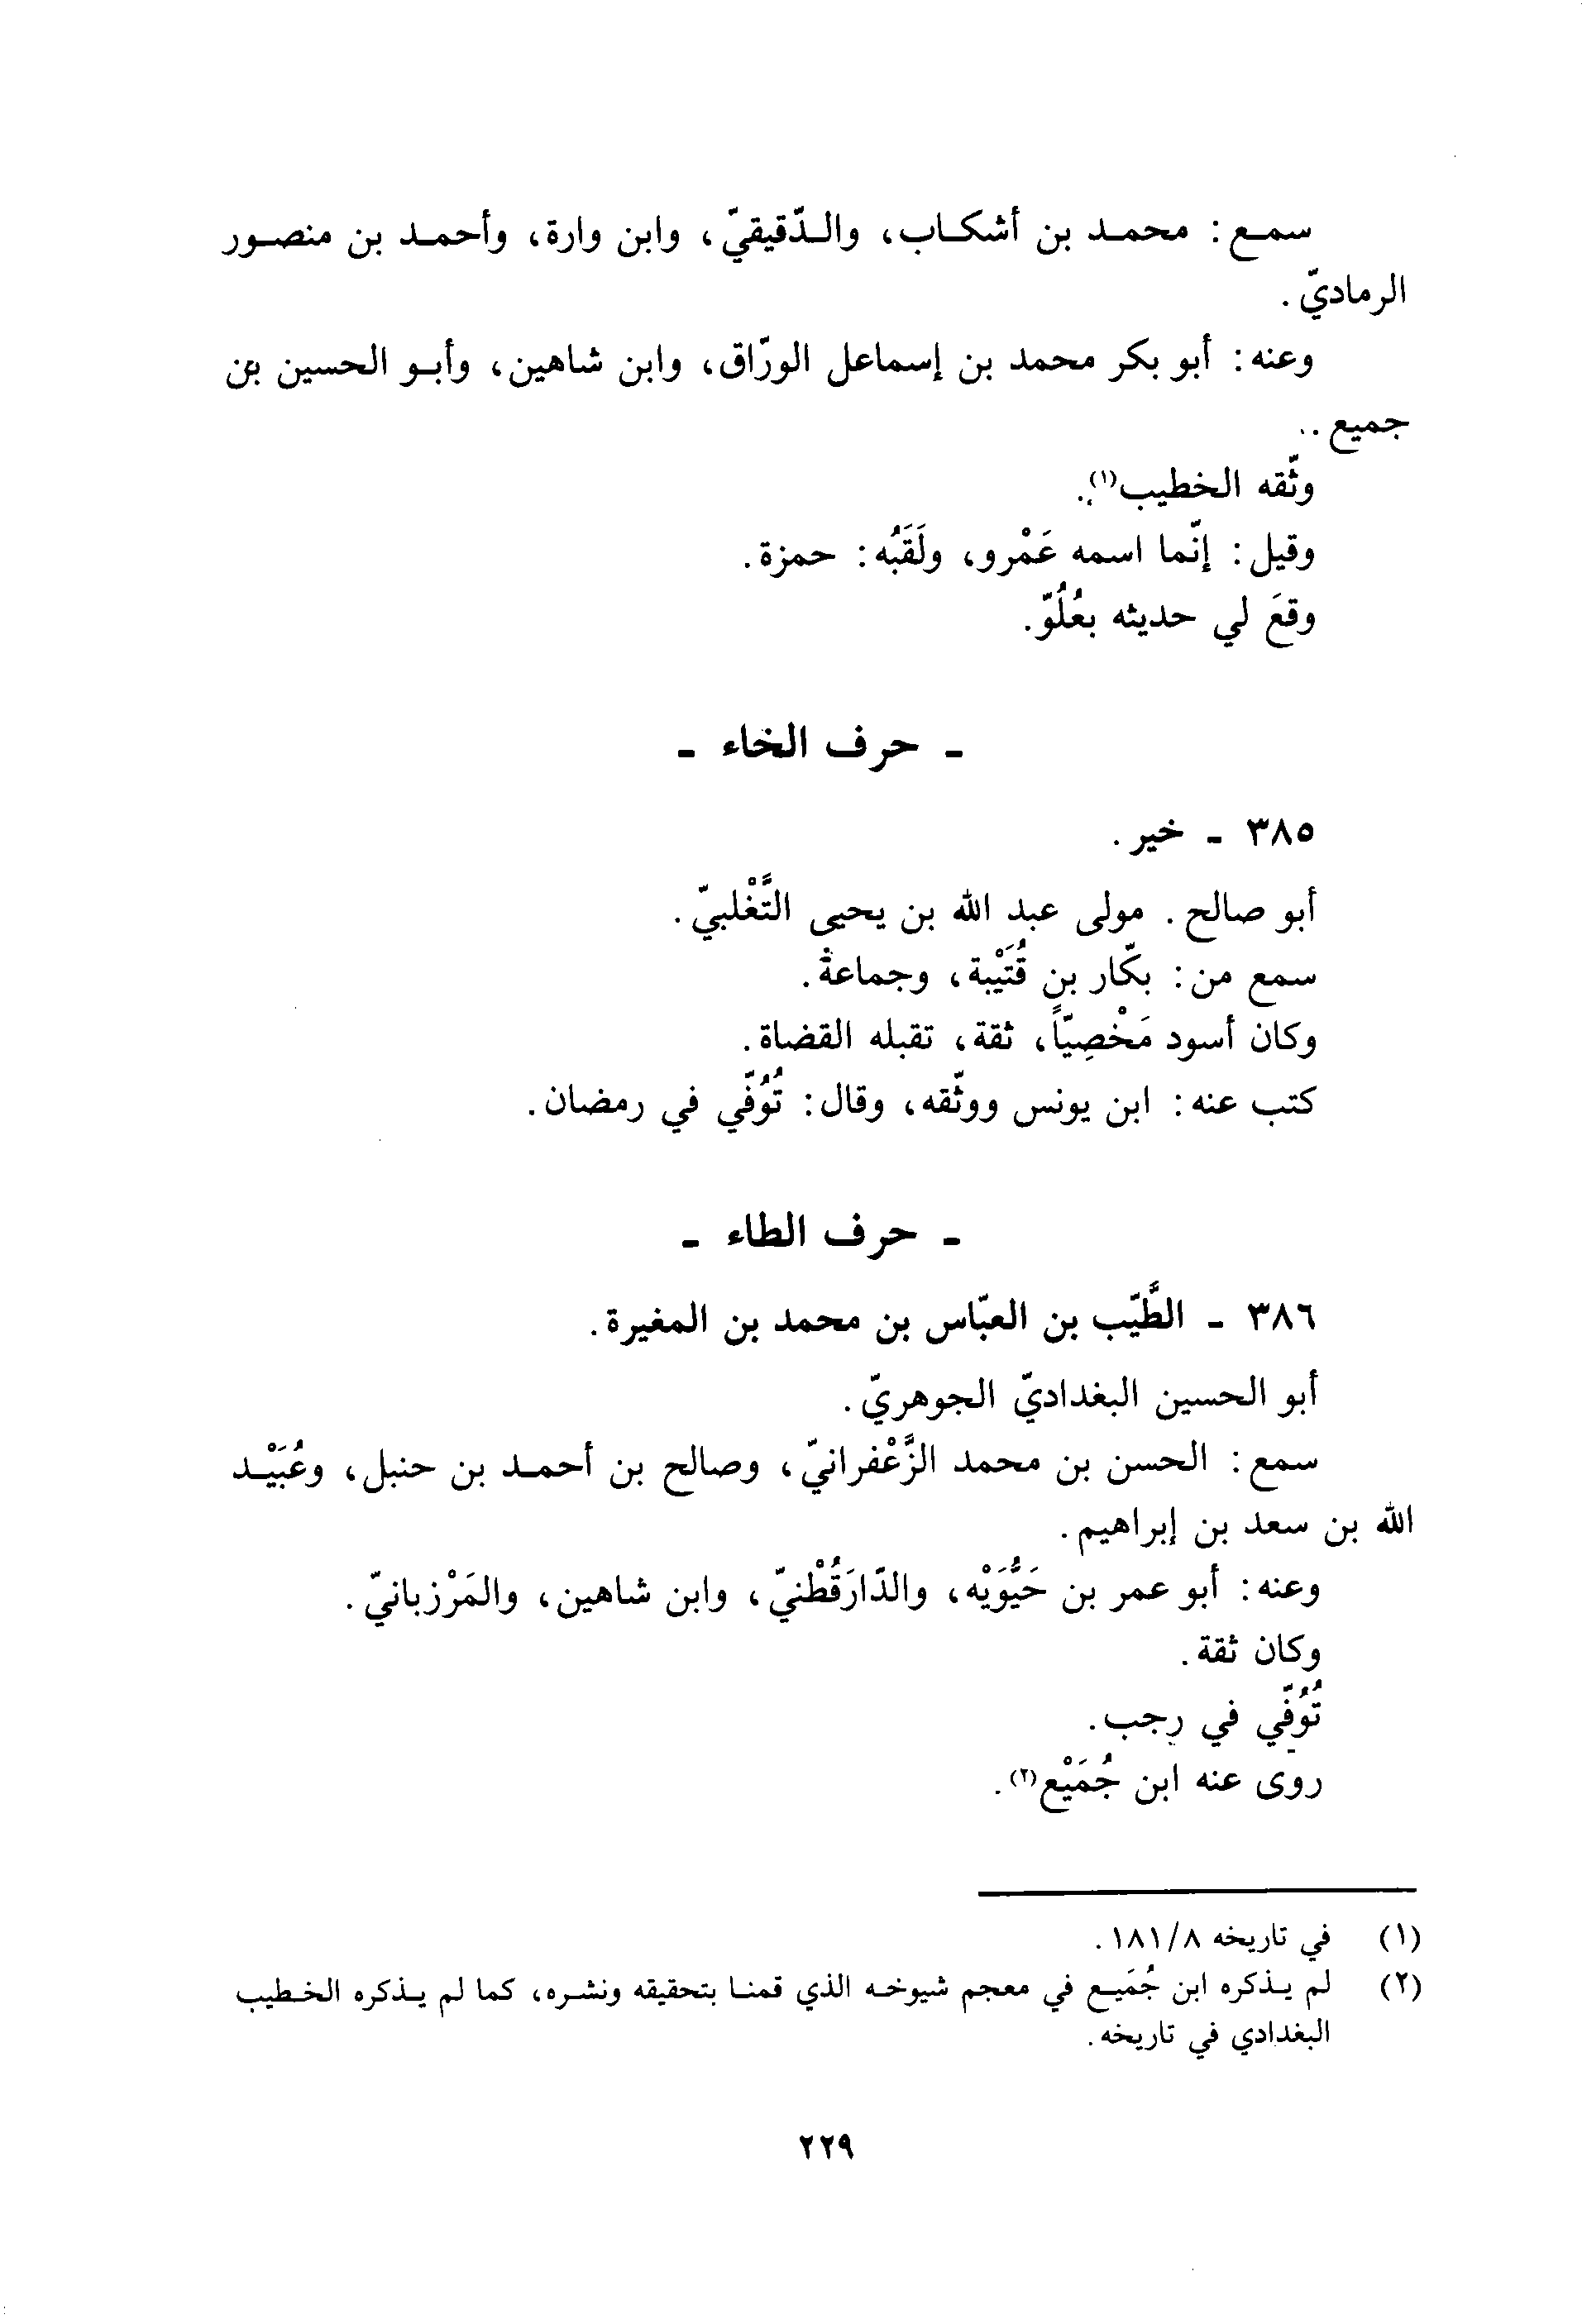 سمع: محمد بن أشكاب، والدّقيقيّ، وابن وارة، وأحمد بن منصور
الرماديّ.
وعنه: أبو بكر محمد بن إسماعل الورّاق، وابن شاهين، وأبو الحسين بن
جميع..
وثّقه الخطيب(١).
وقيل: إنّما اسمه عَمْرو، ولَقَبُه: حمزة.
وقعَ لي حديثه بعُلُوّ.
- حرف الخاء -
٣٨٥ - خير.
أبو صالح. مولى عبد الله بن يحيى التَّغْلبيّ.
سمع من: بكّار بن قُتَيْبة، وجماعة.
وكان أسود مَخْصِيّاً، ثقة، تقبله القضاة.
كتب عنه: ابن يونس ووثّقه، وقال: تُوُفّي في رمضان.
- حرف الطاء -
٣٨٦ - الطَّيّب بن العبّاس بن محمد بن المغيرة.
أبو الحسين البغداديّ الجوهريّ.
سمع: الحسن بن محمد الزَّعْفرانيّ، وصالح بن أحمد بن حنبل، وعُبَيْد
الله بن سعد بن إبراهيم.
وعنه: أبو عمر بن حَيُّوَيْه، والدّارَقُطْنيّ، وابن شاهين، والمَرْزبانيّ.
وكان ثقة.
تُوُفّي في رجب.
روى عنه ابن جُمَيْع(٢).
(١) في تاريخه ١٨١/٨.
(٢) لم يذكره ابن جُمَيع في معجم شيوخه الذي قمنا بتحقيقه ونشره، كما لم يذكره الخطيب
البغدادي في تاريخه.
٢٢٩